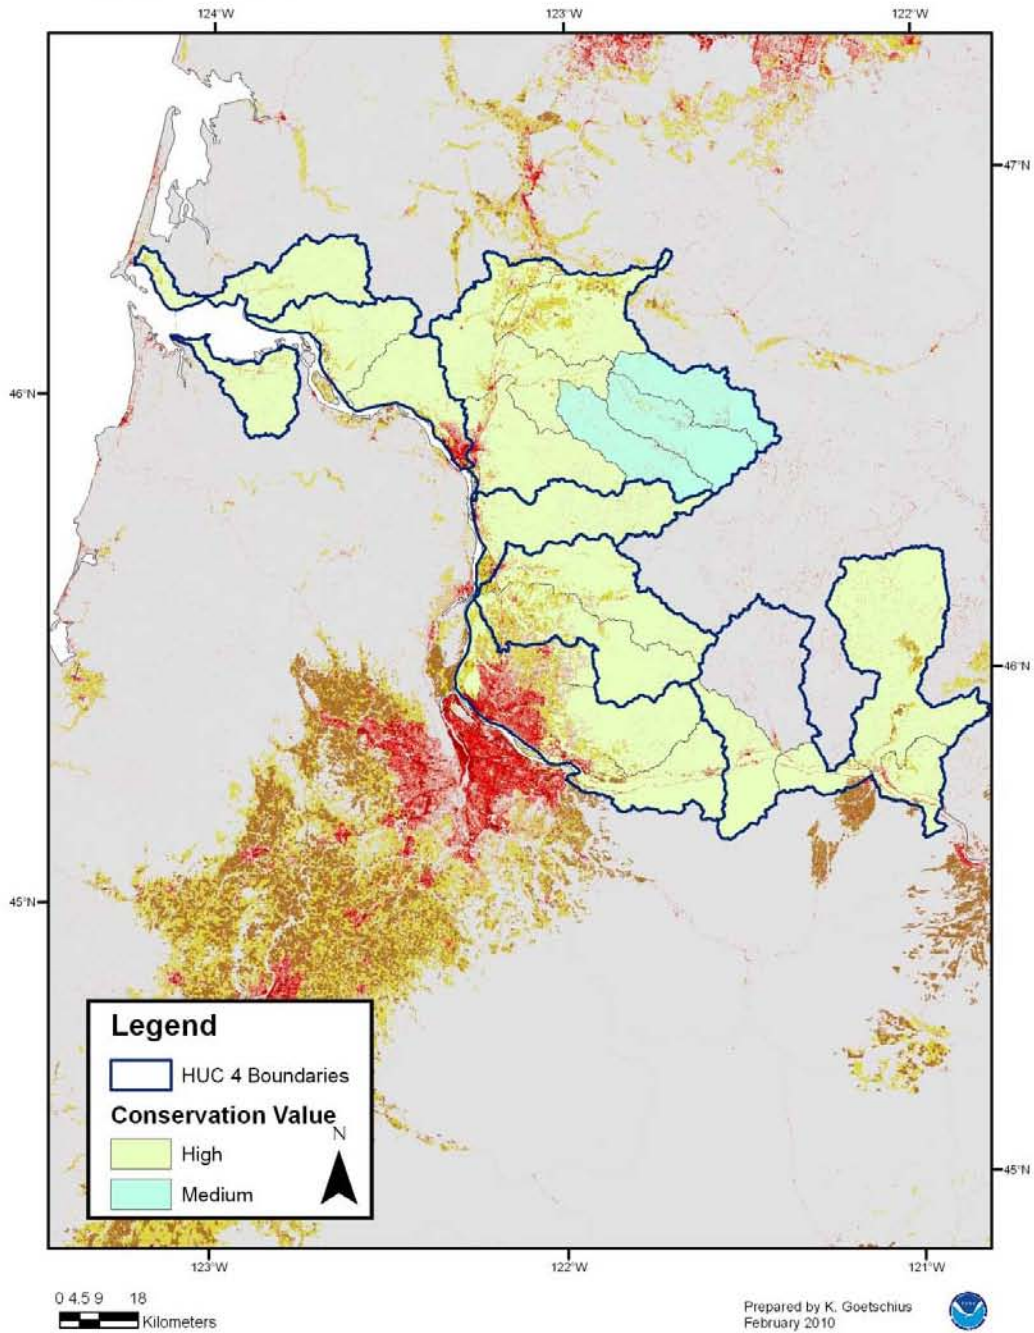 124°W 123°W 122°W
47°N
46°N
46°N
45°N
45°N
Legend
HUC 4 Boundaries
Conservation Value
N
High
Medium
123°W 122°W 121°W
0 4.5 9 18
Kilometers
Prepared by K. Goetschius
February 2010